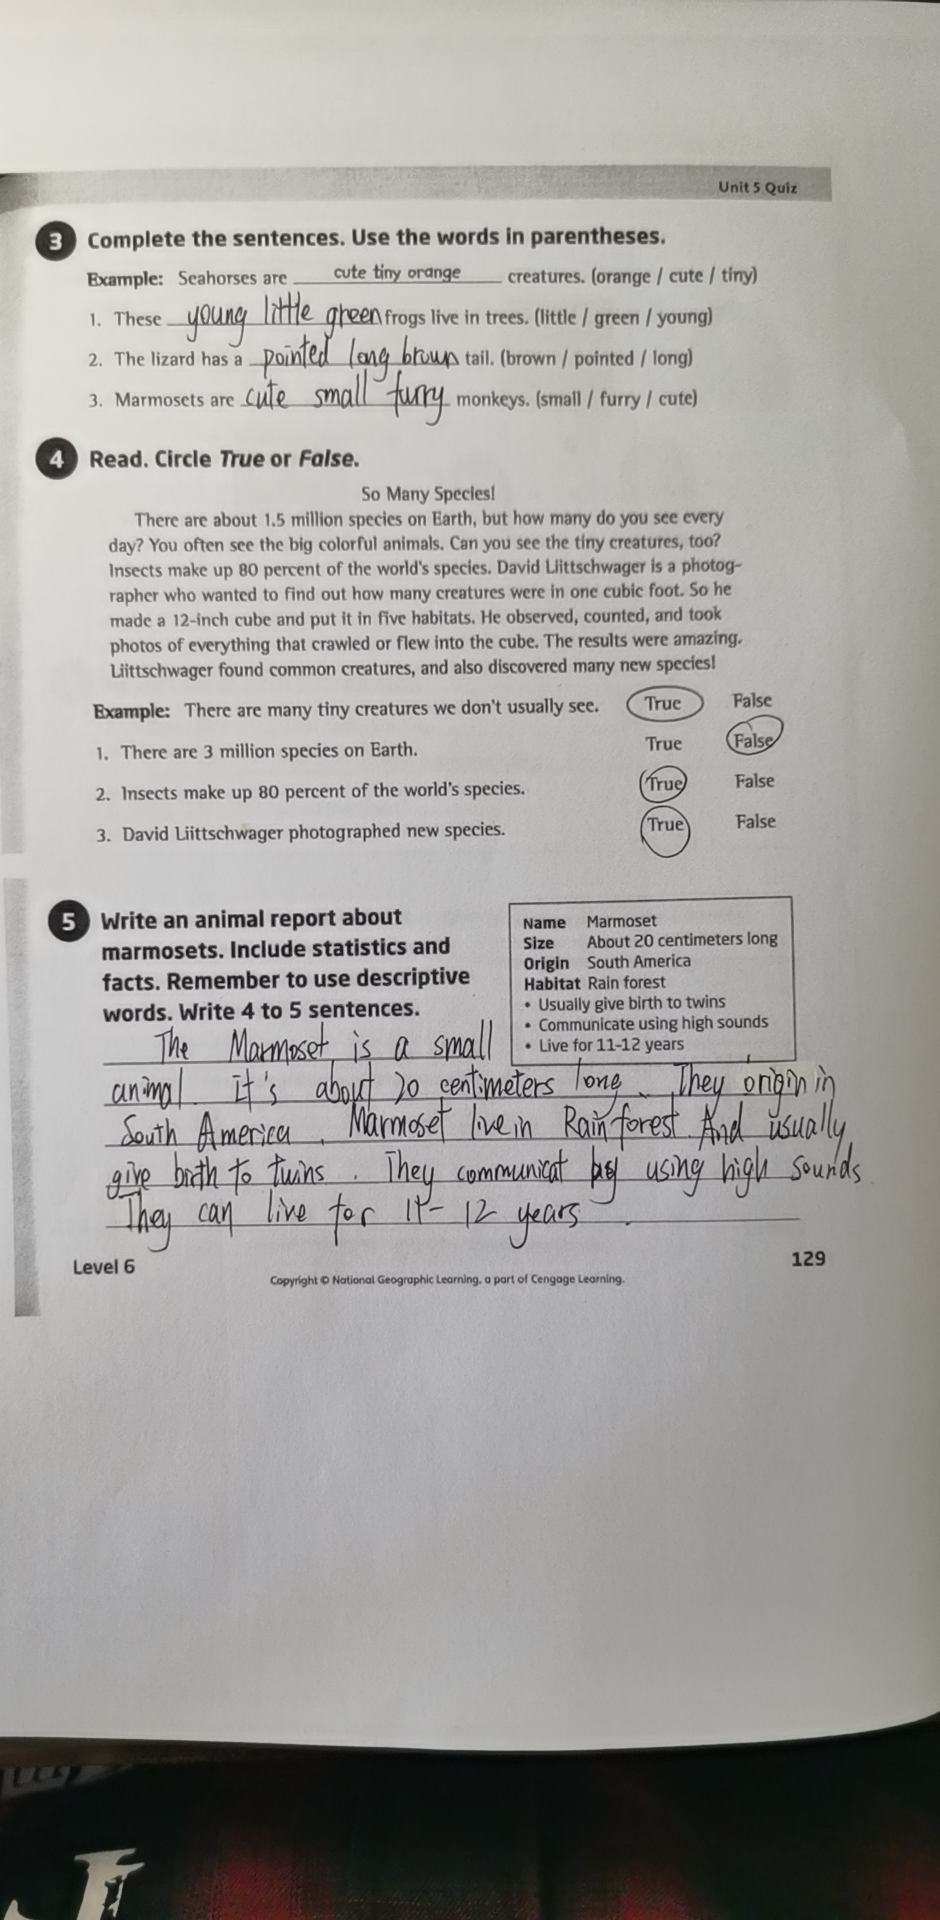 Unit 5 Quiz
3 Complete the sentences. Use the words in parentheses.
Example: Seahorses are cute tiny orange creatures. (orange / cute / tiny)
1. These young little green frogs live in trees. (little / green / young)
2. The lizard has a pointed long brown tail. (brown / pointed / long)
3. Marmosets are cute small furry monkeys. (small / furry / cute)
4 Read. Circle True or False.
So Many Species!
There are about 1.5 million species on Earth, but how many do you see every
day? You often see the big colorful animals. Can you see the tiny creatures, too?
Insects make up 80 percent of the world's species. David Liittschwager is a photog-
rapher who wanted to find out how many creatures were in one cubic foot. So he
made a 12-inch cube and put it in five habitats. He observed, counted, and took
photos of everything that crawled or flew into the cube. The results were amazing.
Liittschwager found common creatures, and also discovered many new species!
Example: There are many tiny creatures we don't usually see. True False
1. There are 3 million species on Earth. True False
2. Insects make up 80 percent of the world's species. True False
3. David Liittschwager photographed new species. True False
5 Write an animal report about
marmosets. Include statistics and
facts. Remember to use descriptive
words. Write 4 to 5 sentences.
Name Marmoset
Size About 20 centimeters long
Origin South America
Habitat Rain forest
• Usually give birth to twins
• Communicate using high sounds
• Live for 11-12 years
The Marmoset is a small
animal. it's about 20 centimeters long. They origin in
South America. Marmoset live in Rain forest. And usually
give birth to twins. They communicat by using high sounds
They can live for 11-12 years.
Level 6
129
Copyright © National Geographic Learning, a part of Cengage Learning.